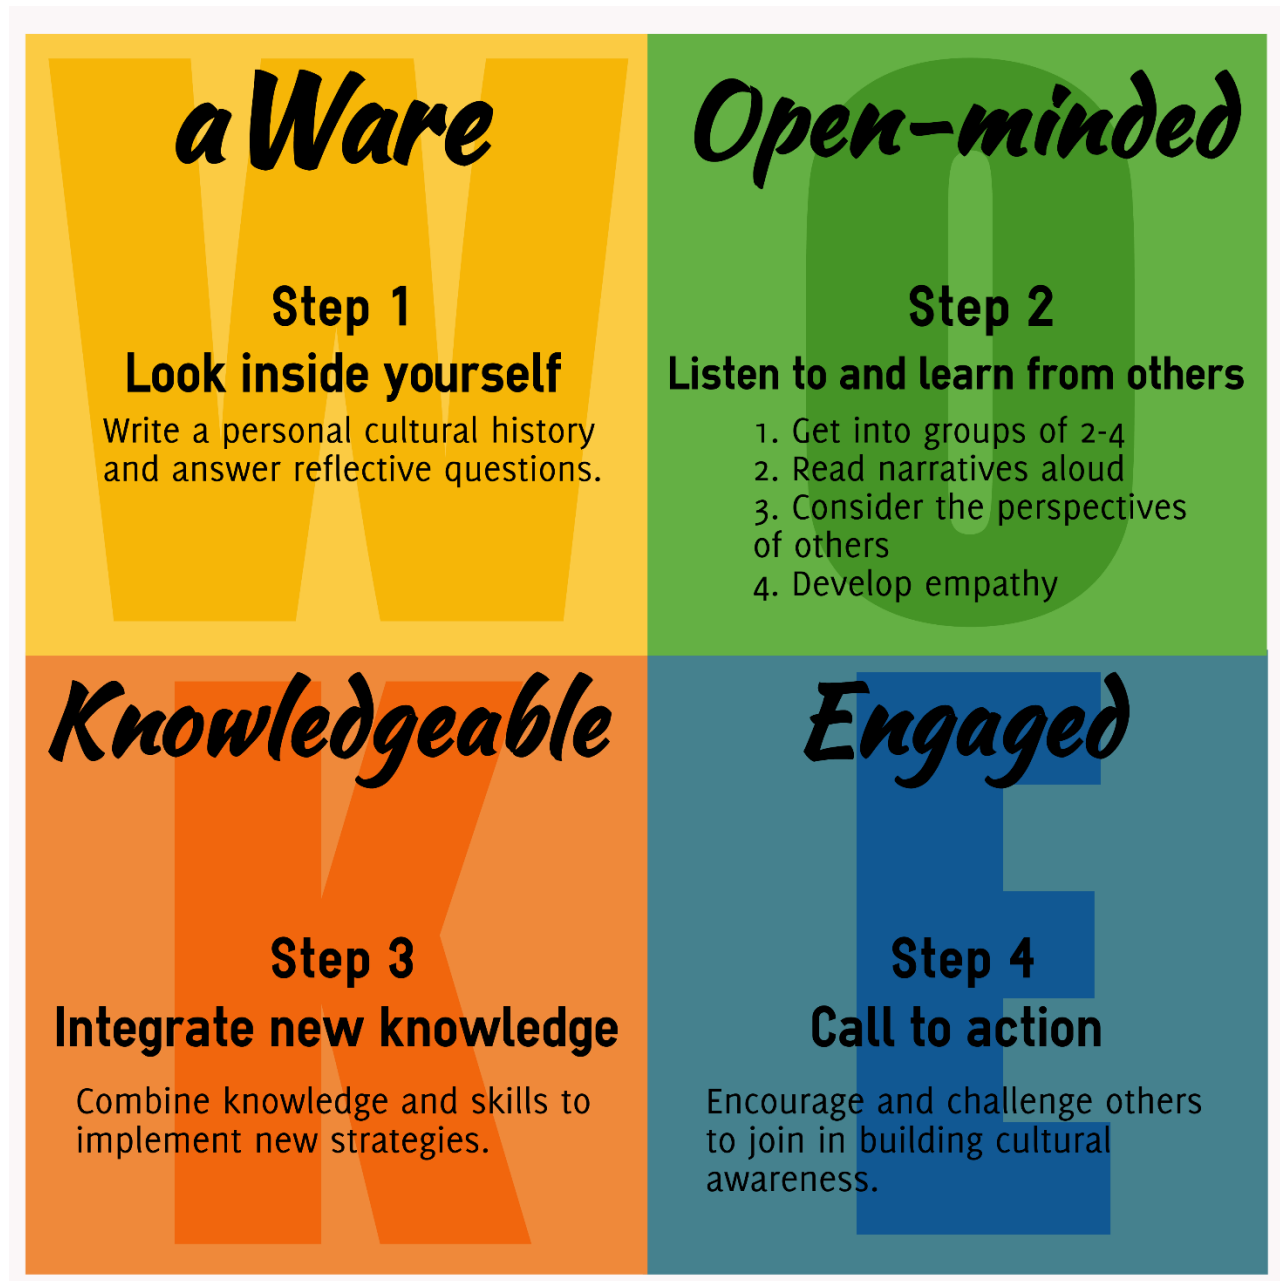 aWare
Step 1
Look inside yourself
Write a personal cultural history
and answer reflective questions.
Open-minded
Step 2
Listen to and learn from others
1. Get into groups of 2-4
2. Read narratives aloud
3. Consider the perspectives
of others
4. Develop empathy
Knowledgeable
Step 3
Integrate new knowledge
Combine knowledge and skills to
implement new strategies.
Engaged
Step 4
Call to action
Encourage and challenge others
to join in building cultural
awareness.
W
O
K
E